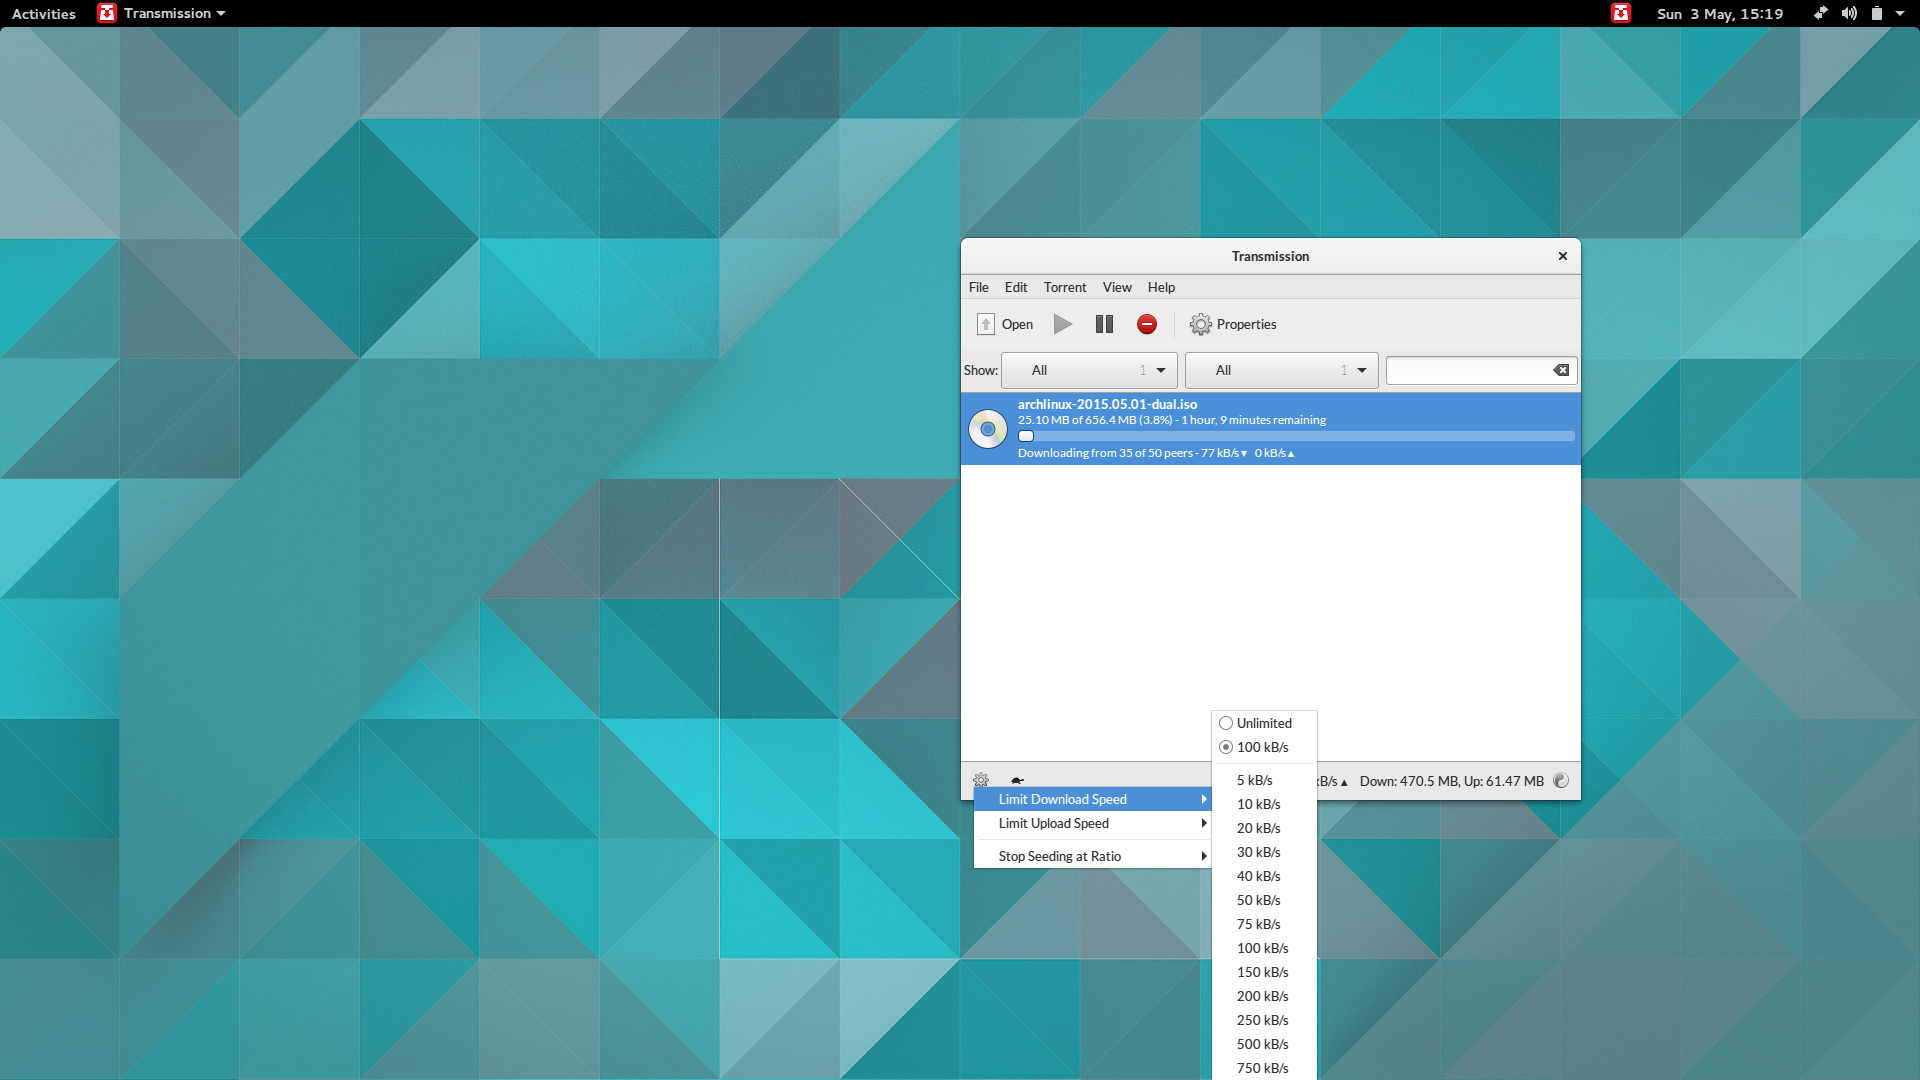 Activities Transmission Sun 3 May, 15:19
Transmission
File Edit Torrent View Help
Open Properties
Show: All 1 All 1
archlinux-2015.05.01-dual.iso
25.10 MB of 656.4 MB (3.8%) - 1 hour, 9 minutes remaining
Downloading from 35 of 50 peers - 77 kB/s▼ 0 kB/s▲
kB/s ▲ Down: 470.5 MB, Up: 61.47 MB
Limit Download Speed
Limit Upload Speed
Stop Seeding at Ratio
Unlimited
100 kB/s
5 kB/s
10 kB/s
20 kB/s
30 kB/s
40 kB/s
50 kB/s
75 kB/s
100 kB/s
150 kB/s
200 kB/s
250 kB/s
500 kB/s
750 kB/s